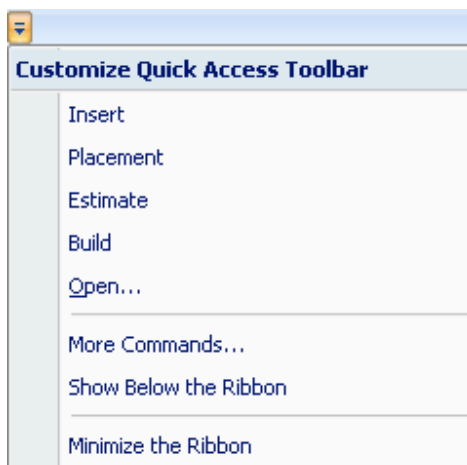 Customize Quick Access Toolbar
Insert
Placement
Estimate
Build
Open...
More Commands...
Show Below the Ribbon
Minimize the Ribbon